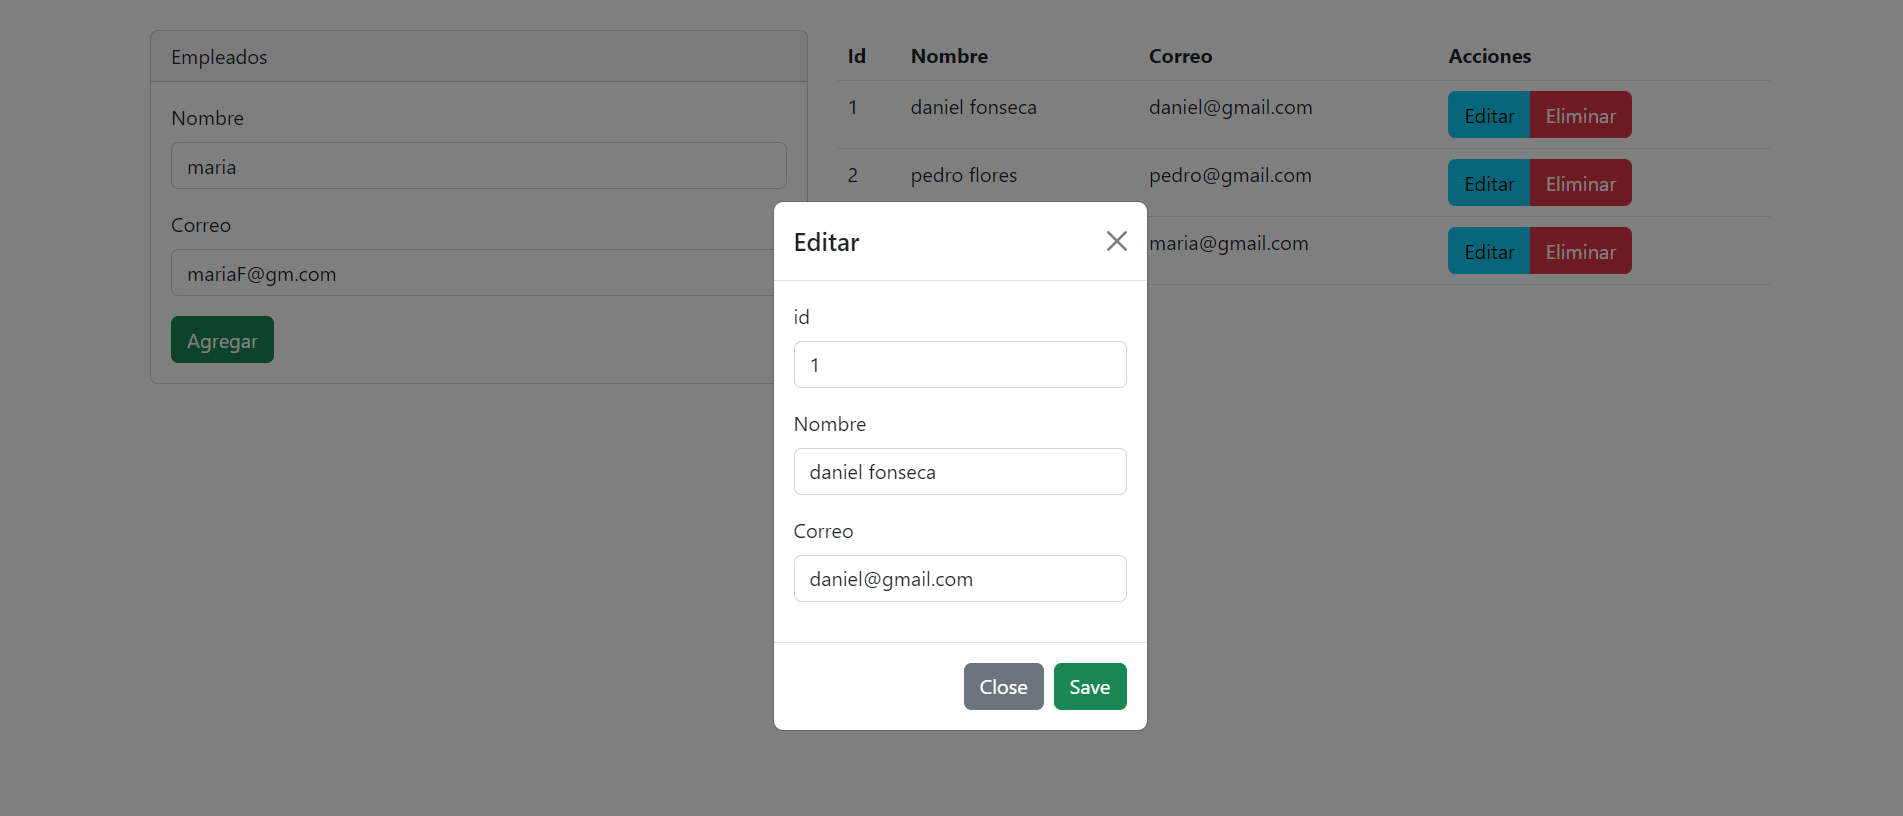 Empleados
Nombre
maria
Correo
mariaF@gm.com
Agregar
Id Nombre Correo Acciones
1 daniel fonseca daniel@gmail.com Editar Eliminar
2 pedro flores pedro@gmail.com Editar Eliminar
maria@gmail.com Editar Eliminar
Editar
id
1
Nombre
daniel fonseca
Correo
daniel@gmail.com
Close Save